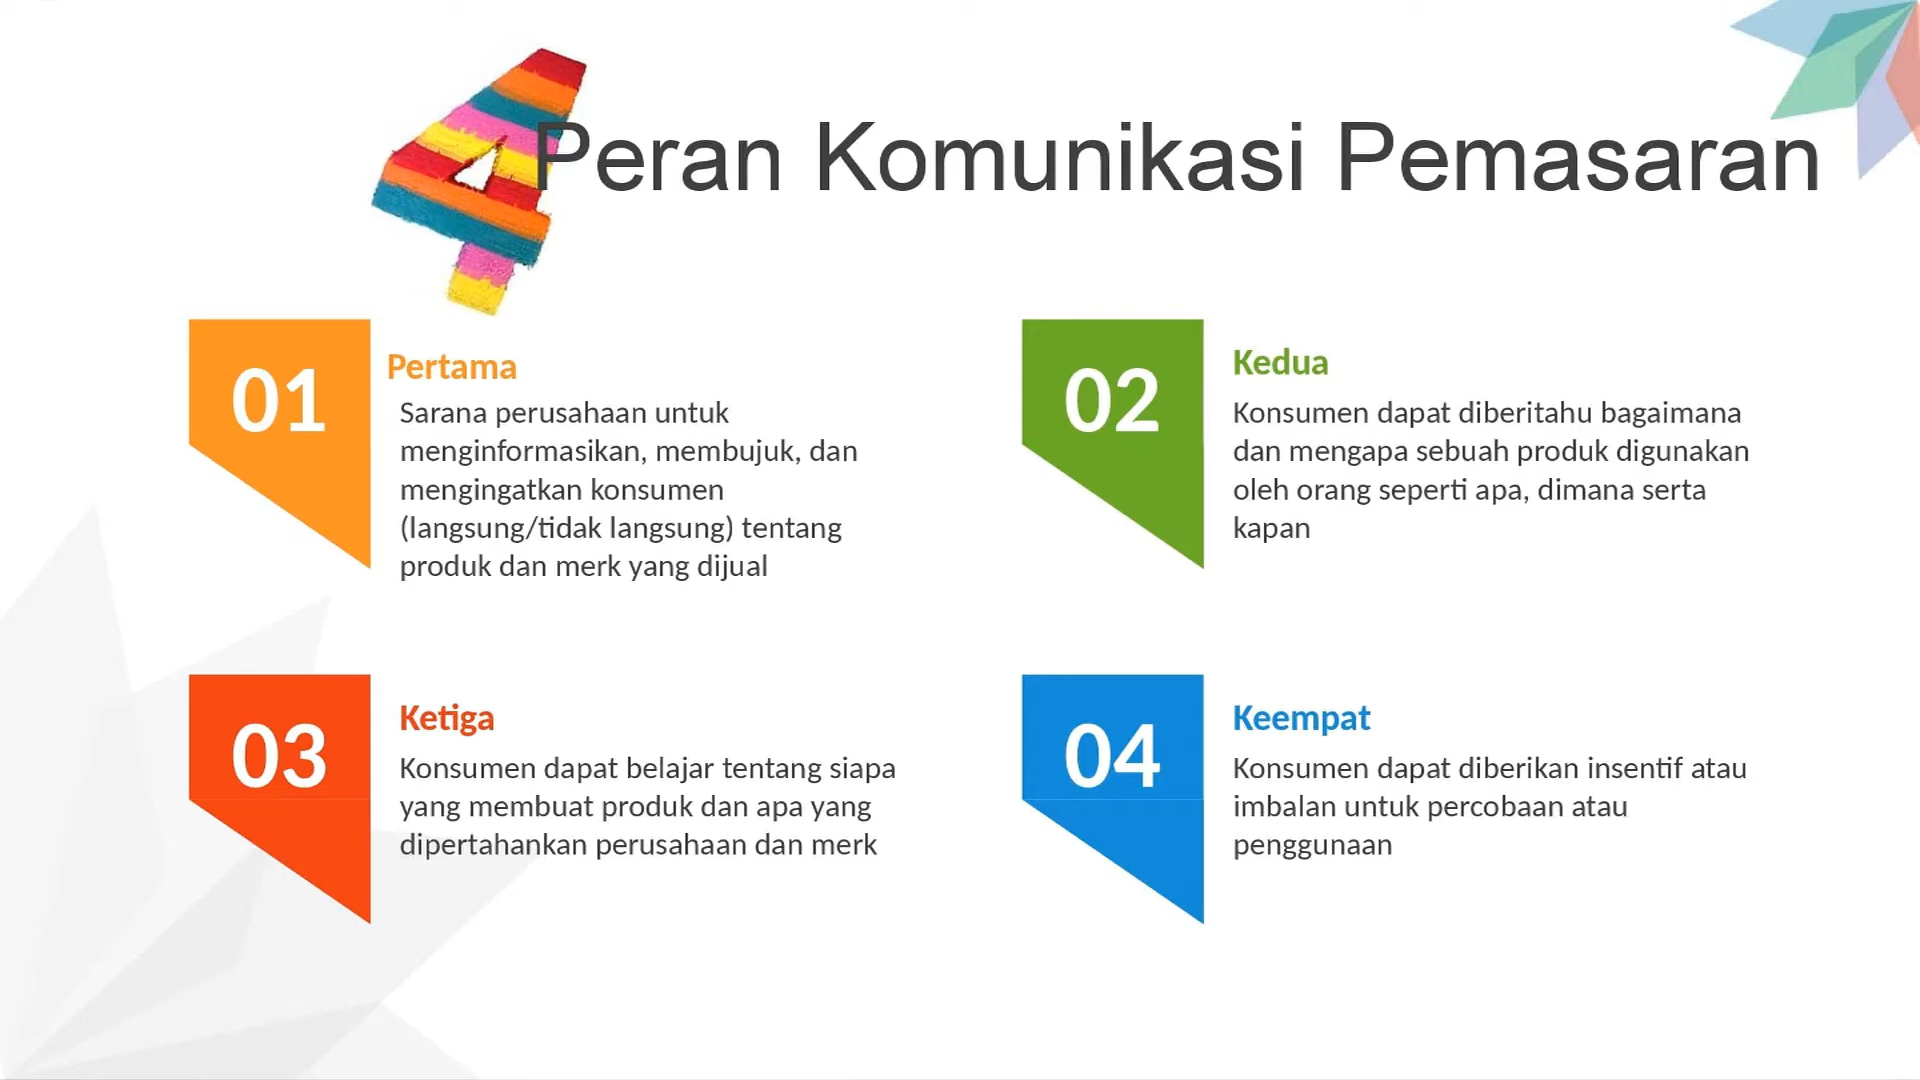 4 Peran Komunikasi Pemasaran
01
Pertama
Sarana perusahaan untuk
menginformasikan, membujuk, dan
mengingatkan konsumen
(langsung/tidak langsung) tentang
produk dan merk yang dijual
02
Kedua
Konsumen dapat diberitahu bagaimana
dan mengapa sebuah produk digunakan
oleh orang seperti apa, dimana serta
kapan
03
Ketiga
Konsumen dapat belajar tentang siapa
yang membuat produk dan apa yang
dipertahankan perusahaan dan merk
04
Keempat
Konsumen dapat diberikan insentif atau
imbalan untuk percobaan atau
penggunaan